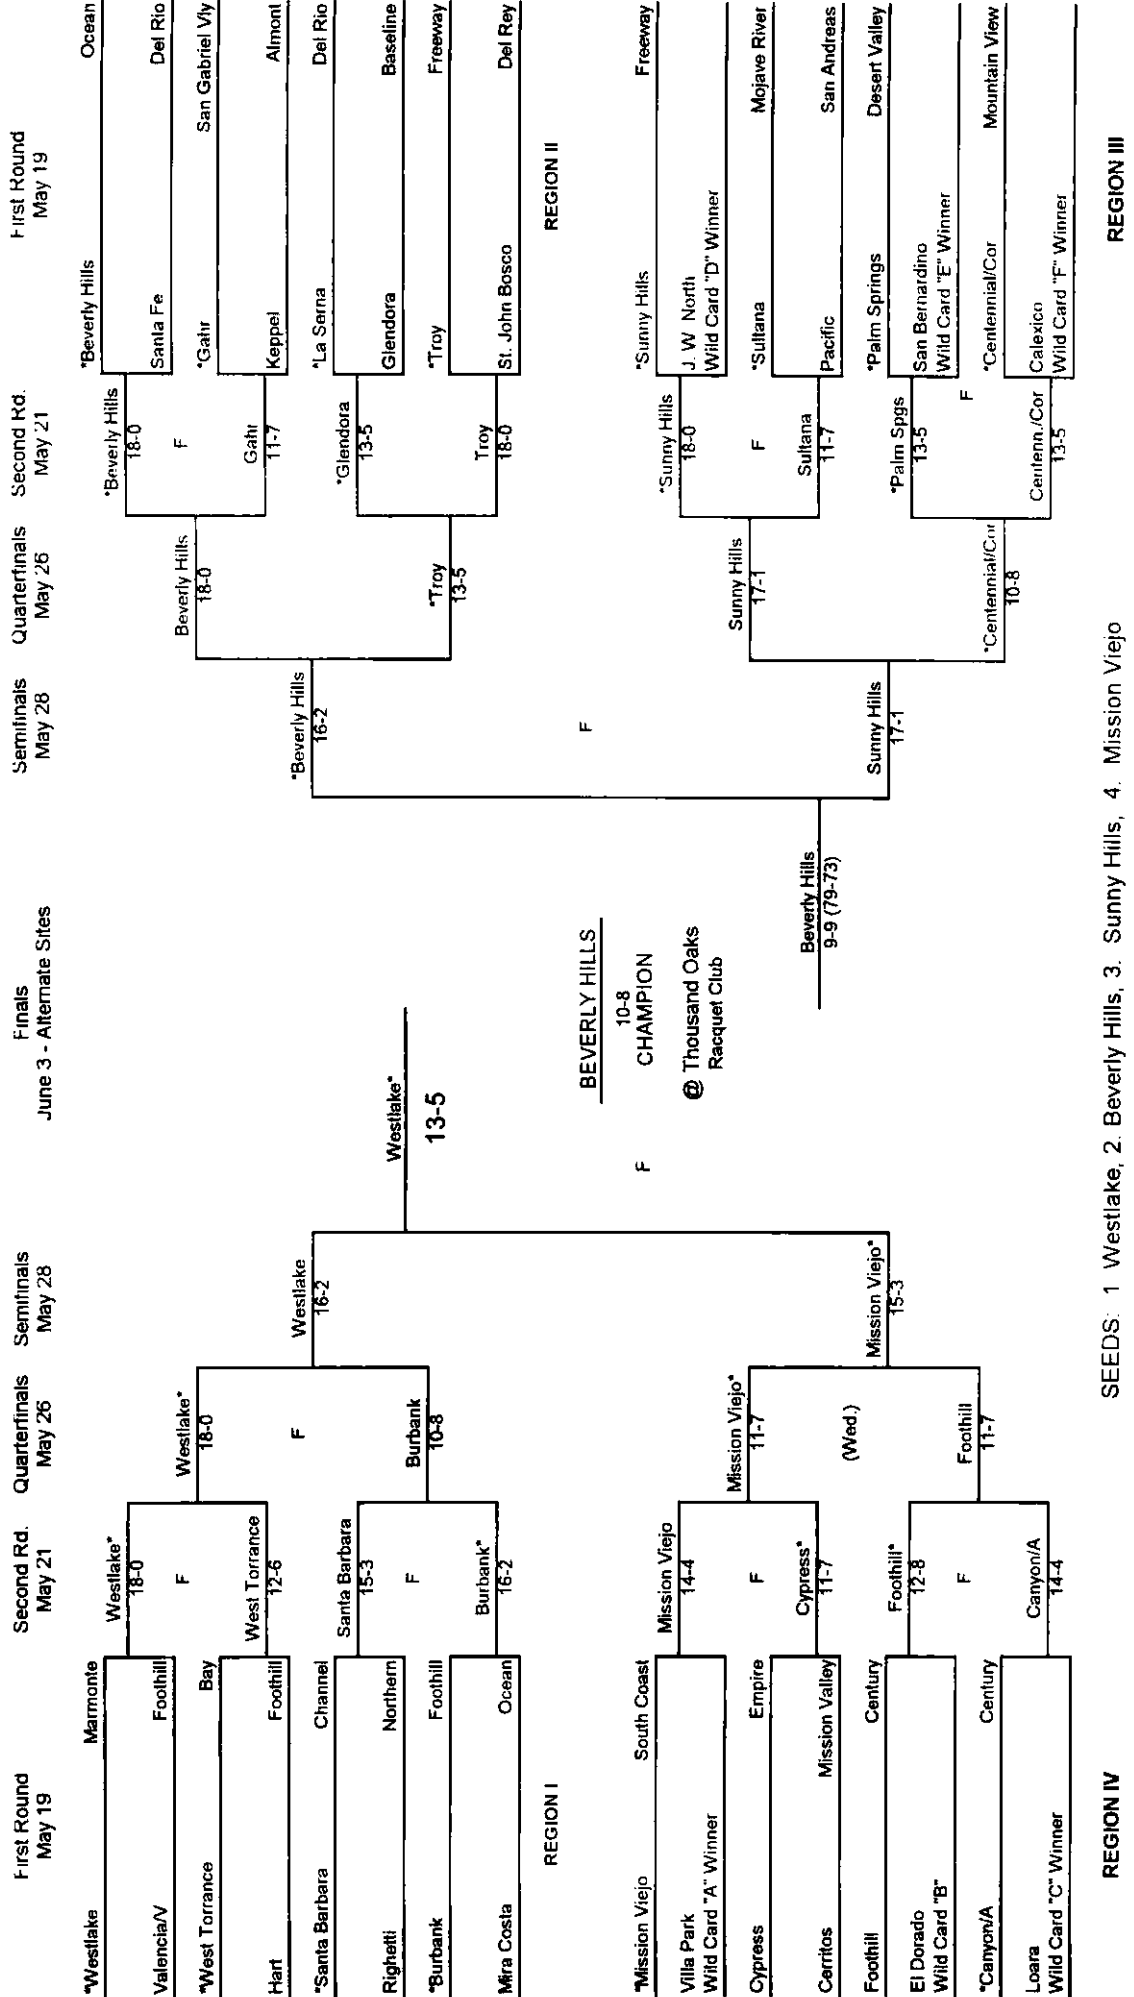 First Round
May 19
Second Rd.
May 21
Quarterfinals
May 26
Semifinals
May 28
Finals
June 3 - Alternate Sites
Semifinals
May 28
Quarterfinals
May 26
Second Rd.
May 21
First Round
May 19
*Westlake Marmonte
Valencia/V Foothill
*West Torrance Bay
Hart Foothill
*Santa Barbara Channel
Righetti Northern
*Burbank Foothill
Mira Costa Ocean
REGION I
*Mission Viejo South Coast
Villa Park
Wild Card "A" Winner
Cypress Empire
Cerritos Mission Valley
Foothill Century
El Dorado
Wild Card "B"
*Canyon/A Century
Loara
Wild Card "C" Winner
REGION IV
Westlake*
18-0
F
West Torrance
12-6
Santa Barbara
15-3
F
Burbank*
16-2
Mission Viejo
14-4
F
Cypress*
11-7
Foothill*
12-8
F
Canyon/A
14-4
Westlake*
18-0
F
Burbank
10-8
Mission Viejo*
11-7
(Wed.)
Foothill
11-7
Westlake
16-2
Mission Viejo*
15-3
Westlake*
13-5
F
BEVERLY HILLS
10-8
CHAMPION
@ Thousand Oaks
Racquet Club
Beverly Hills
9-9 (79-73)
*Beverly Hills
16-2
F
Sunny Hills
17-1
Beverly Hills
18-0
*Troy
13-5
Sunny Hills
17-1
*Centennial/Cor
10-8
*Beverly Hills
18-0
F
Gahr
11-7
*Glendora
13-5
Troy
18-0
*Sunny Hills
18-0
F
Sultana
11-7
*Palm Spgs
13-5
F
Centenn./Cor
13-5
*Beverly Hills Ocean
Santa Fe Del Rio
*Gahr San Gabriel Vly
Keppel Almont
*La Serna Del Rio
Glendora Baseline
*Troy Freeway
St. John Bosco Del Rey
REGION II
*Sunny Hills Freeway
J. W. North
Wild Card "D" Winner
*Sultana Mojave River
Pacific San Andreas
*Palm Springs Desert Valley
San Bernardino
Wild Card "E" Winner
*Centennial/Cor Mountain View
Calexico
Wild Card "F" Winner
REGION III
SEEDS: 1 Westlake, 2. Beverly Hills, 3. Sunny Hills, 4. Mission Viejo